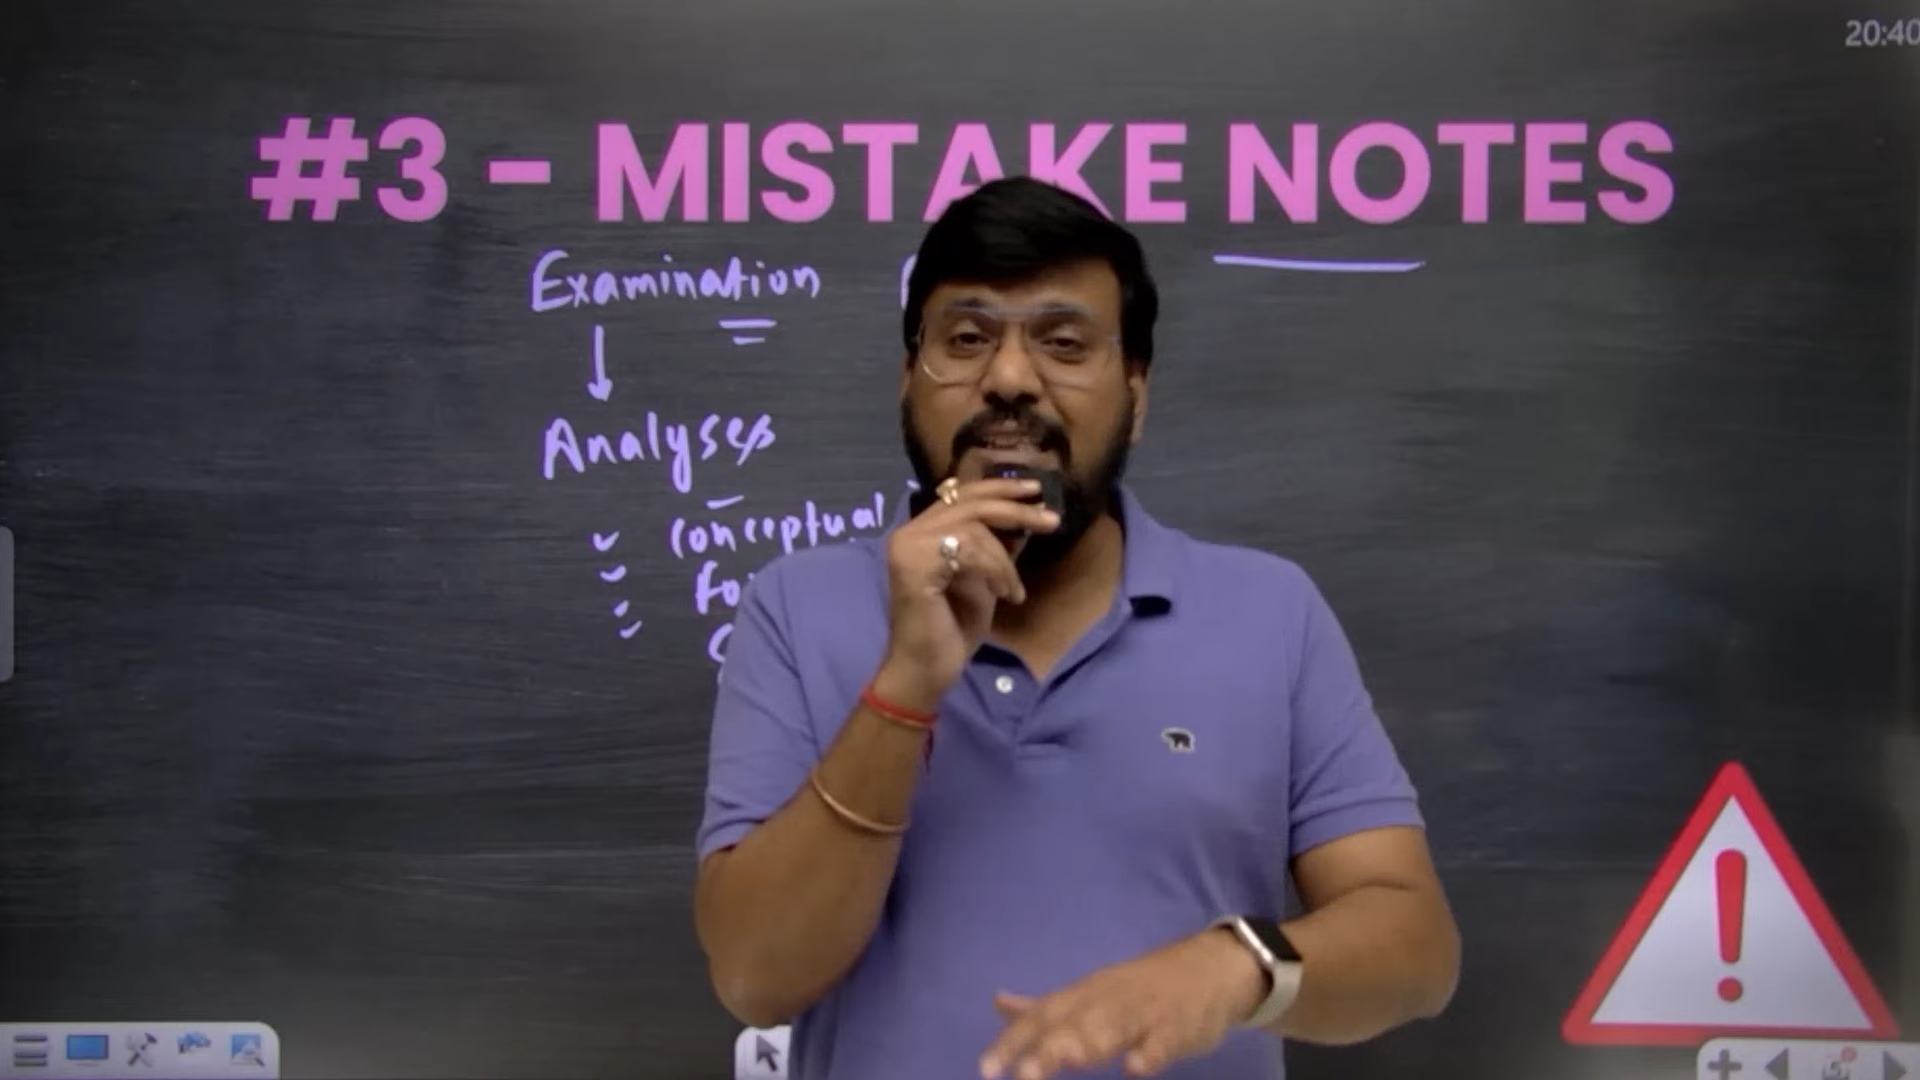 20:40
#3 - MISTAKE NOTES
Examination
Analyses
conceptual